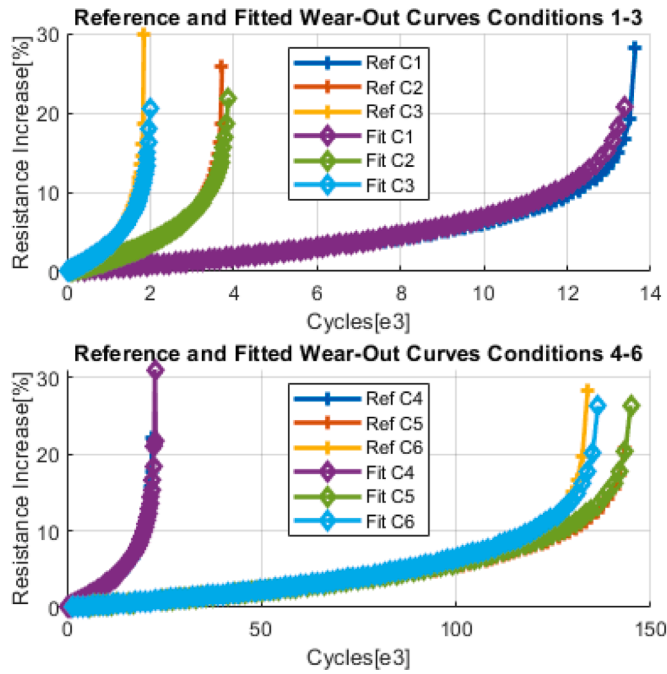 Reference and Fitted Wear-Out Curves Conditions 1-3
Resistance Increase[%]
30
20
10
0
Ref C1
Ref C2
Ref C3
Fit C1
Fit C2
Fit C3
0 2 4 6 8 10 12 14
Cycles[e3]
Reference and Fitted Wear-Out Curves Conditions 4-6
Resistance Increase[%]
30
20
10
0
Ref C4
Ref C5
Ref C6
Fit C4
Fit C5
Fit C6
0 50 100 150
Cycles[e3]